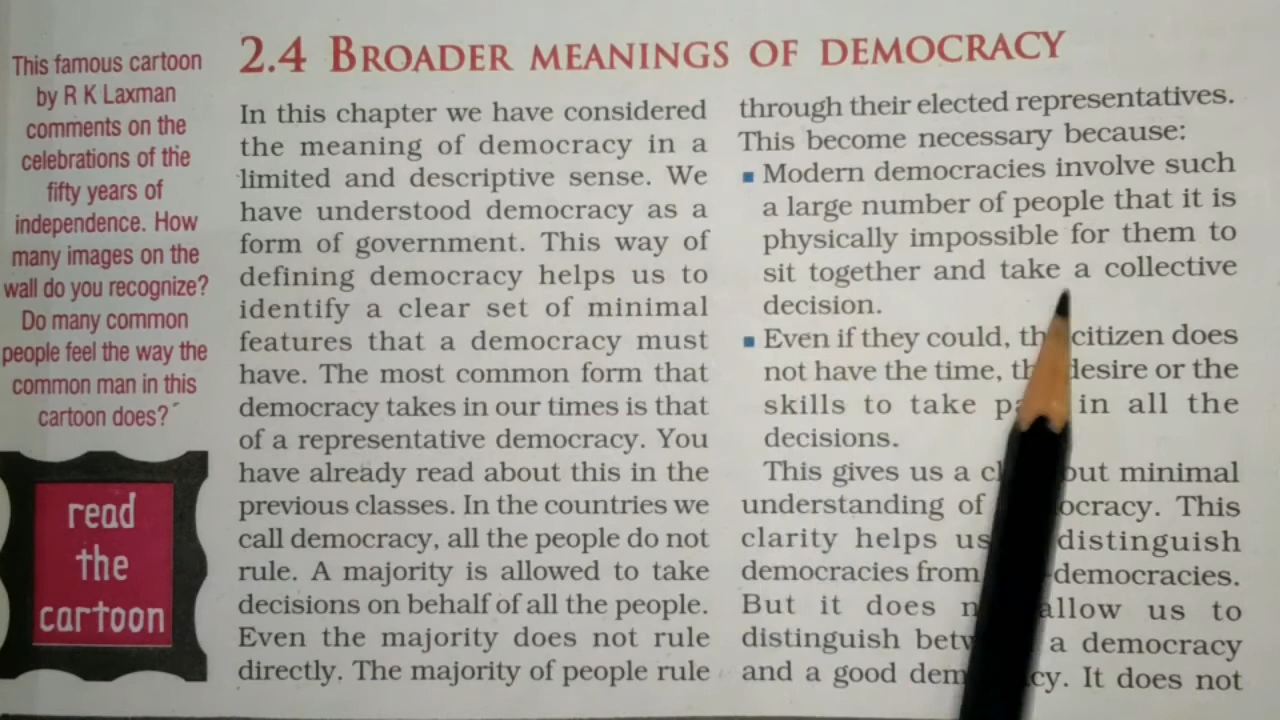 This famous cartoon
by R K Laxman
comments on the
celebrations of the
fifty years of
independence. How
many images on the
wall do you recognize?
Do many common
people feel the way the
common man in this
cartoon does?
read
the
cartoon
2.4 BROADER MEANINGS OF DEMOCRACY
In this chapter we have considered
the meaning of democracy in a
limited and descriptive sense. We
have understood democracy as a
form of government. This way of
defining democracy helps us to
identify a clear set of minimal
features that a democracy must
have. The most common form that
democracy takes in our times is that
of a representative democracy. You
have already read about this in the
previous classes. In the countries we
call democracy, all the people do not
rule. A majority is allowed to take
decisions on behalf of all the people.
Even the majority does not rule
directly. The majority of people rule
through their elected representatives.
This become necessary because:
▪ Modern democracies involve such
a large number of people that it is
physically impossible for them to
sit together and take a collective
decision.
▪ Even if they could, the citizen does
not have the time, the desire or the
skills to take in all the
decisions.
This gives us a but minimal
understanding of This
clarity helps us distinguish
democracies from democracies.
But it does allow us to
distinguish a democracy
and a good It does not